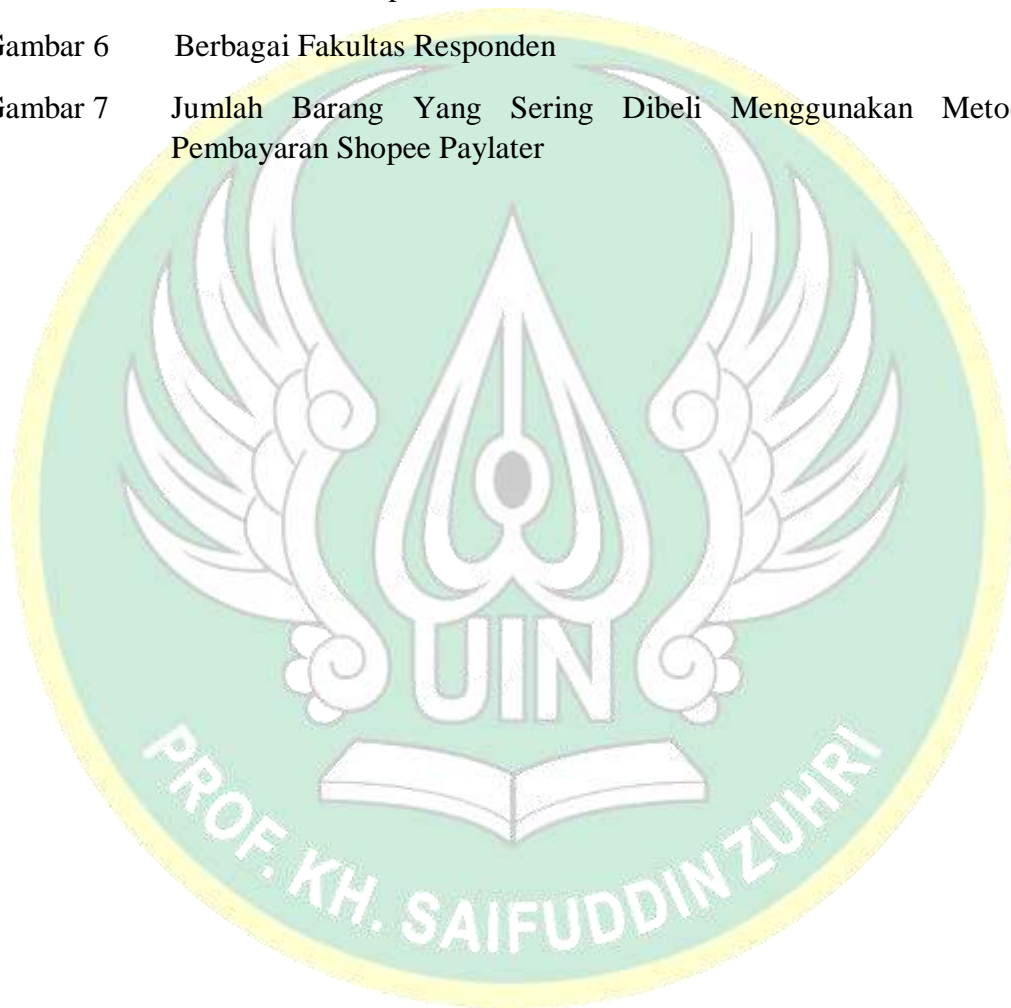 Gambar 6 Berbagai Fakultas Responden
Gambar 7 Jumlah Barang Yang Sering Dibeli Menggunakan
Pembayaran Shopee Paylater
UIN
PROF. KH. SAIFUDDIN ZUHRI